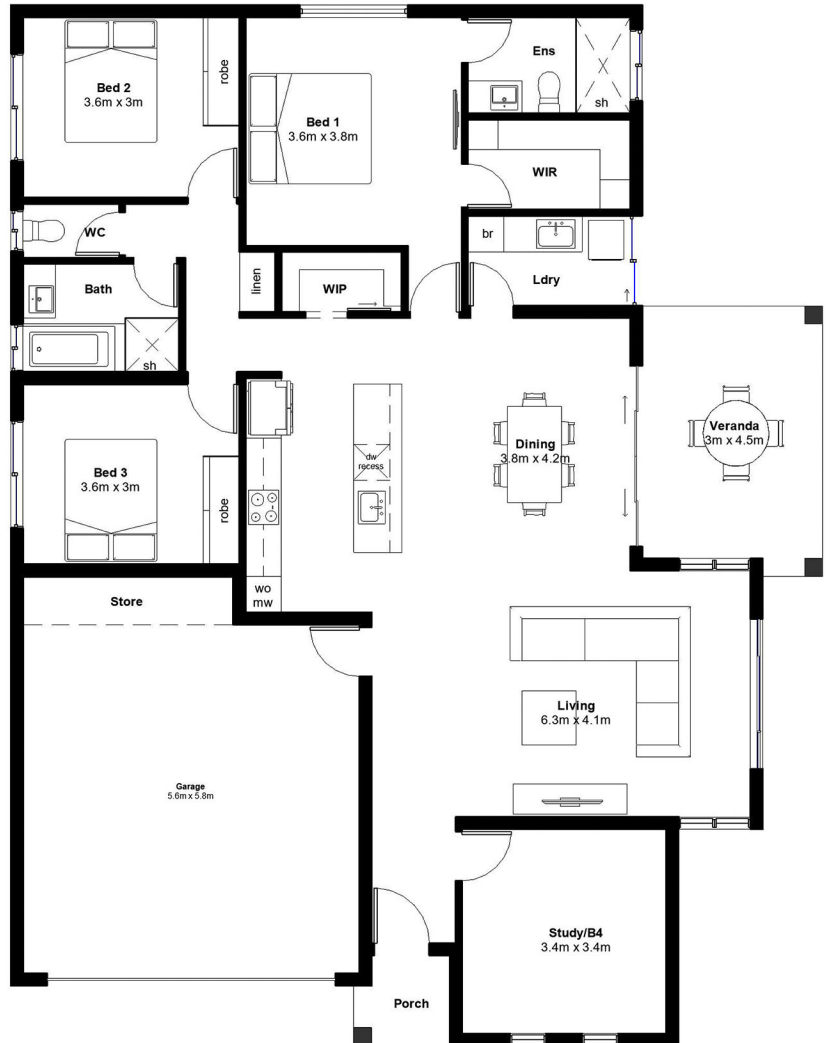 Bed 2
3.6m x 3m
robe
Bed 1
3.6m x 3.8m
Ens
sh
WIR
WC
br
Ldry
Bath
linen
WIP
sh
Bed 3
3.6m x 3m
robe
dw
recess
Dining
3.8m x 4.2m
Veranda
3m x 4.5m
wo
mw
Store
Living
6.3m x 4.1m
Garage
5.6m x 5.8m
Study/B4
3.4m x 3.4m
Porch